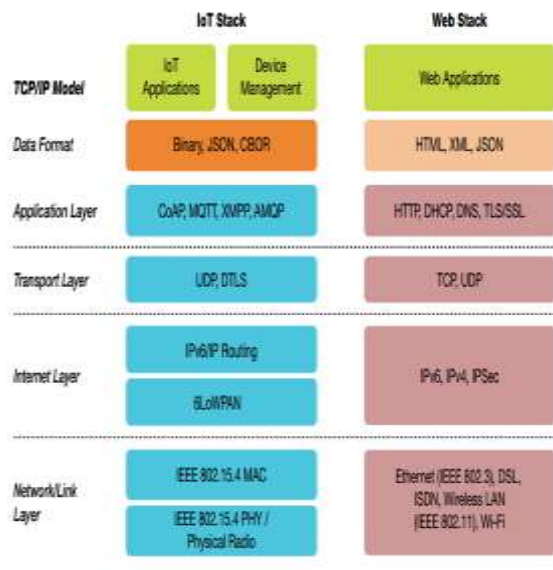 IoT Stack
Web Stack
TCP/IP Model
IoT
Applications
Device
Management
Web Applications
Data Format
Binary, JSON, CBOR
HTML, XML, JSON
Application Layer
CoAP, MQTT, XMPP, AMQP
HTTP, DHCP, DNS, TLS/SSL
Transport Layer
UDP, DTLS
TCP, UDP
Internet Layer
IPv6/IP Routing
6LoWPAN
IPv6, IPv4, IPSec
Network/Link
Layer
IEEE 802.15.4 MAC
IEEE 802.15.4 PHY /
Physical Radio
Ethernet (IEEE 802.3), DSL,
ISDN, Wireless LAN
(IEEE 802.11), Wi-Fi